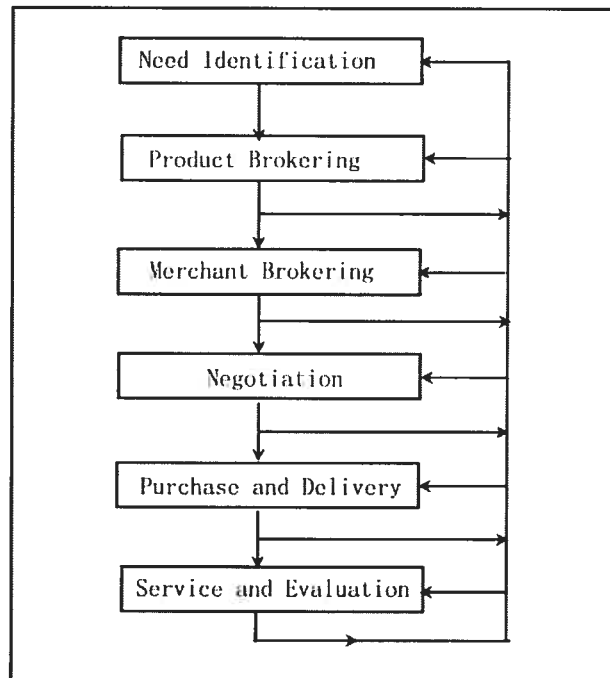 Need Identification
Product Brokering
Merchant Brokering
Negotiation
Purchase and Delivery
Service and Evaluation